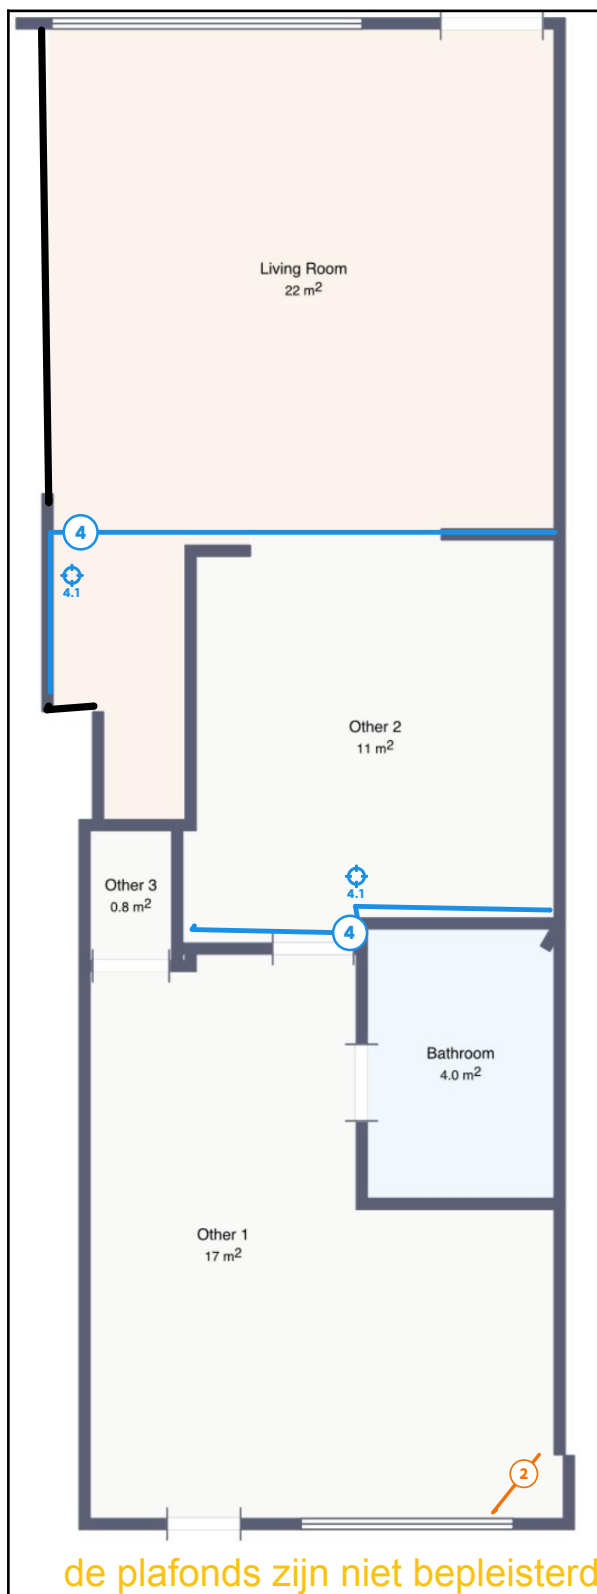 Living Room
22 m2
4
4.1
Other 2
11 m2
4.1
Other 3
0.8 m2
4
Bathroom
4.0 m2
Other 1
17 m2
2
de plafonds zijn niet bepleisterd